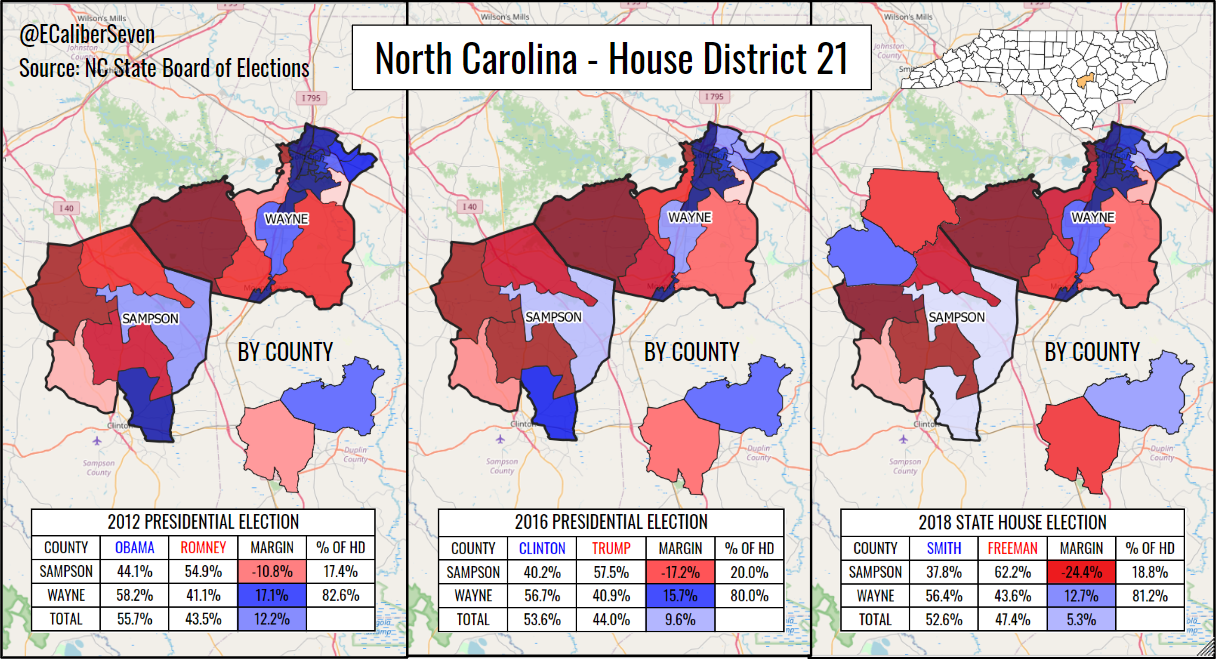 @ECaliberSeven
Source: NC State Board of Elections
North Carolina - House District 21
Wilson's Mills
Wilson's Mills
Johnston County
I 795
I 795
I 40
I 40
WAYNE
WAYNE
WAYNE
SAMPSON
SAMPSON
SAMPSON
BY COUNTY
BY COUNTY
BY COUNTY
Clinton
Clinton
Clinton
Sampson
County
Sampson
County
Sampson
County
Duplin
County
Duplin
County
Duplin
County
2012 PRESIDENTIAL ELECTION
COUNTY OBAMA ROMNEY MARGIN % OF HD
SAMPSON 44.1% 54.9% -10.8% 17.4%
WAYNE 58.2% 41.1% 17.1% 82.6%
TOTAL 55.7% 43.5% 12.2%
2016 PRESIDENTIAL ELECTION
COUNTY CLINTON TRUMP MARGIN % OF HD
SAMPSON 40.2% 57.5% -17.2% 20.0%
WAYNE 56.7% 40.9% 15.7% 80.0%
TOTAL 53.6% 44.0% 9.6%
2018 STATE HOUSE ELECTION
COUNTY SMITH FREEMAN MARGIN % OF HD
SAMPSON 37.8% 62.2% -24.4% 18.8%
WAYNE 56.4% 43.6% 12.7% 81.2%
TOTAL 52.6% 47.4% 5.3%